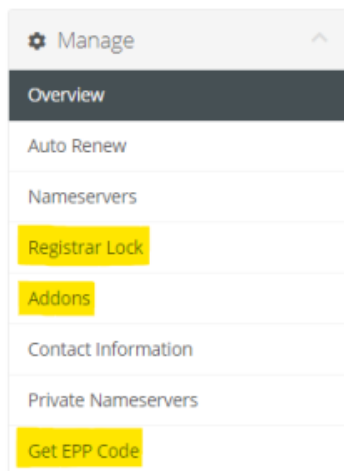 Manage
Overview
Auto Renew
Nameservers
Registrar Lock
Addons
Contact Information
Private Nameservers
Get EPP Code